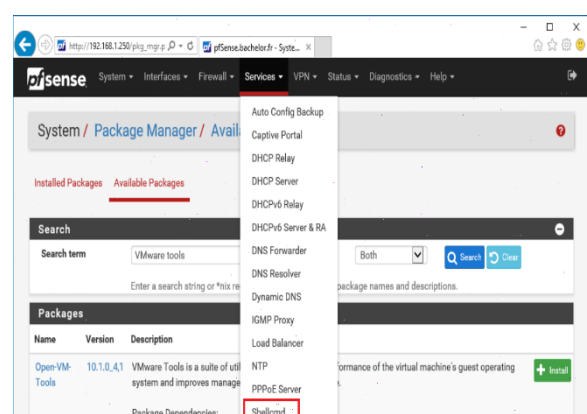 http://192.168.1.250/pkg_mgr.p
pfSense.bachelor.fr - Syste...
pfsense System Interfaces Firewall Services VPN Status Diagnostics Help
System / Package Manager / Avail
Installed Packages Available Packages
Auto Config Backup
Captive Portal
DHCP Relay
DHCP Server
DHCPv6 Relay
DHCPv6 Server & RA
DNS Forwarder
DNS Resolver
Dynamic DNS
IGMP Proxy
Load Balancer
NTP
PPPoE Server
Shellcmd
Search
Search term VMware tools Both Search Clear
Enter a search string or *nix re package names and descriptions.
Packages
Name Version Description
Open-VM-Tools 10.1.0_4,1 VMware Tools is a suite of util formance of the virtual machine's guest operating Install
system and improves manage
Package Dependencies: